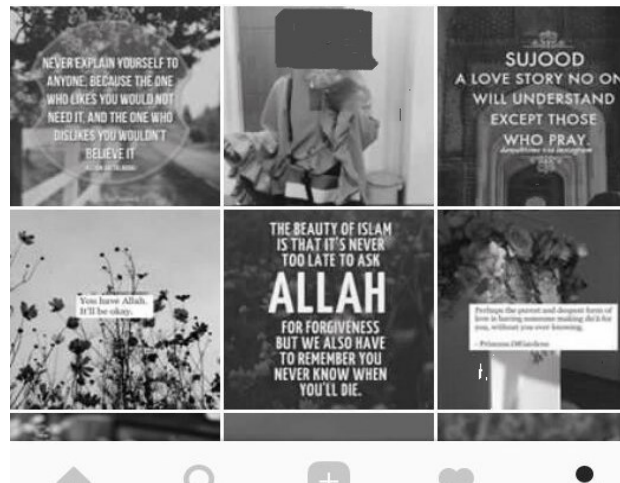 NEVER EXPLAIN YOURSELF TO
ANYONE; BECAUSE THE ONE
WHO LIKES YOU WOULD NOT
NEED IT, AND THE ONE WHO
DISLIKES YOU WOULDN'T
BELIEVE IT
SUJOOD
A LOVE STORY NO ON
WILL UNDERSTAND
EXCEPT THOSE
WHO PRAY.
You have Allah.
It'll be okay.
THE BEAUTY OF ISLAM
IS THAT IT'S NEVER
TOO LATE TO ASK
ALLAH
FOR FORGIVENESS
BUT WE ALSO HAVE
TO REMEMBER YOU
NEVER KNOW WHEN
YOU'LL DIE.
Perhaps the purest and deepest form of
love is having someone making du'a for
you, without you ever knowing.